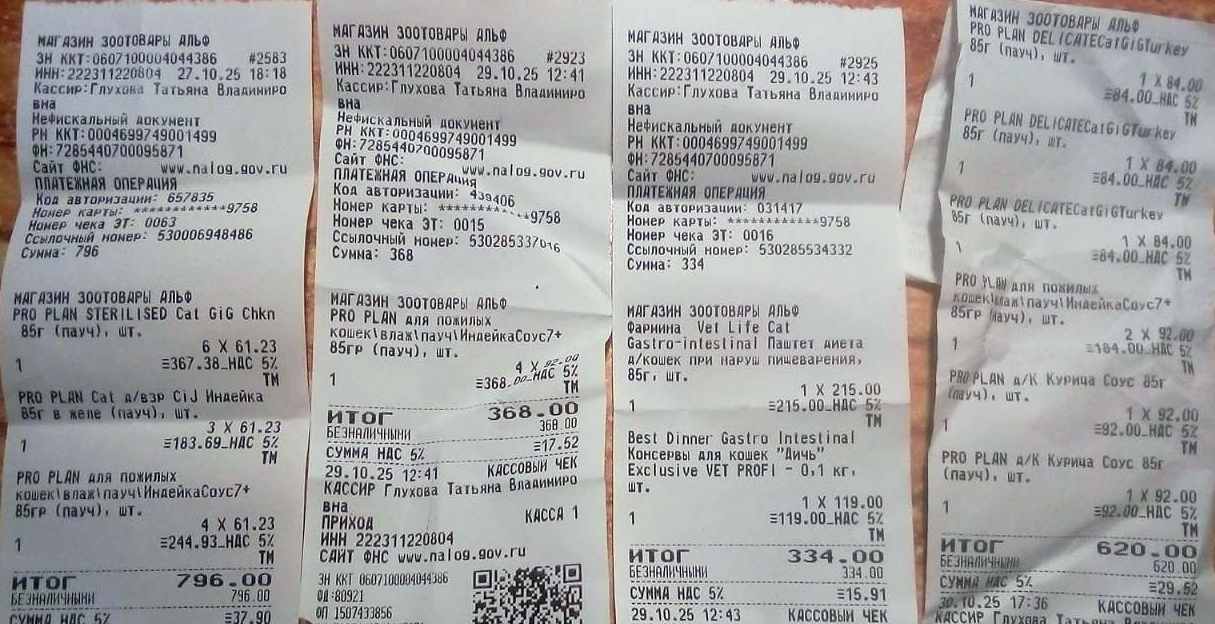 МАГАЗИН ЗООТОВАРЫ АЛЬФ
ЗН ККТ:0607100004044386 #2583
ИНН:222311220804 27.10.25 18:18
Кассир:Глухова Татьяна Владимиро
вна
Нефискальный документ
РН ККТ:0004699749001499
ФН:7285440700095871
Сайт ФНС: www.nalog.gov.ru
ПЛАТЕЖНАЯ ОПЕРАЦИЯ
Код авторизации: 657835
Номер карты: ************9758
Номер чека ЭТ: 0063
Ссылочный номер: 530006948486
Сумма: 796
МАГАЗИН ЗООТОВАРЫ АЛЬФ
PRO PLAN STERILISED Cat GiG Chkn
85г (пауч), шт.
6 X 61.23
1 ≡367.38_НДС 5%
ТМ
PRO PLAN Cat д/взр CiJ Индейка
85г в желе (пауч), шт.
3 X 61.23
1 ≡183.69_НДС 5%
ТМ
PRO PLAN для пожилых
кошек\влаж\пауч\ИндейкаСоус7+
85гр (пауч), шт.
4 X 61.23
1 ≡244.93_НДС 5%
ТМ
ИТОГ 796.00
БЕЗНАЛИЧНЫМИ 796.00
СУММА НДС 5% ≡37.90
МАГАЗИН ЗООТОВАРЫ АЛЬФ
ЗН ККТ:0607100004044386 #2923
ИНН:222311220804 29.10.25 12:41
Кассир:Глухова Татьяна Владимиро
вна
Нефискальный документ
РН ККТ:0004699749001499
ФН:7285440700095871
Сайт ФНС: www.nalog.gov.ru
ПЛАТЕЖНАЯ ОПЕРАЦИЯ
Код авторизации: 439406
Номер карты: ************9758
Номер чека ЭТ: 0015
Ссылочный номер: 530285337016
Сумма: 368
МАГАЗИН ЗООТОВАРЫ АЛЬФ
PRO PLAN для пожилых
кошек\влаж\пауч\ИндейкаСоус7+
85гр (пауч), шт.
4 X 92.00
1 ≡368.00_НДС 5%
ТМ
ИТОГ 368.00
БЕЗНАЛИЧНЫМИ 368.00
СУММА НДС 5% ≡17.52
29.10.25 12:41 КАССОВЫЙ ЧЕК
КАССИР Глухова Татьяна Владимиро
вна
ПРИХОД КАССА 1
ИНН 222311220804
САЙТ ФНС www.nalog.gov.ru
ЗН ККТ 0607100004044386
ФД:80921
ФП 1507433856
МАГАЗИН ЗООТОВАРЫ АЛЬФ
ЗН ККТ:0607100004044386 #2925
ИНН:222311220804 29.10.25 12:43
Кассир:Глухова Татьяна Владимиро
вна
Нефискальный документ
РН ККТ:0004699749001499
ФН:7285440700095871
Сайт ФНС: www.nalog.gov.ru
ПЛАТЕЖНАЯ ОПЕРАЦИЯ
Код авторизации: 031417
Номер карты: ************9758
Номер чека ЭТ: 0016
Ссылочный номер: 530285534332
Сумма: 334
МАГАЗИН ЗООТОВАРЫ АЛЬФ
Фармина Vet Life Cat
Gastro-intestinal Паштет диета
д/кошек при наруш пищеварения,
85г, шт.
1 X 215.00
1 ≡215.00_НДС 5%
ТМ
Best Dinner Gastro Intestinal
Консервы для кошек "Дичь"
Exclusive VET PROFI - 0,1 кг,
шт.
1 X 119.00
1 ≡119.00_НДС 5%
ТМ
ИТОГ 334.00
БЕЗНАЛИЧНЫМИ 334.00
СУММА НДС 5% ≡15.91
29.10.25 12:43 КАССОВЫЙ ЧЕК
МАГАЗИН ЗООТОВАРЫ АЛЬФ
PRO PLAN DELICATECatGiGTurkey
85г (пауч), шт.
1 X 84.00
1 ≡84.00_НДС 5%
ТМ
PRO PLAN DELICATECatGiGTurkey
85г (пауч), шт.
1 X 84.00
1 ≡84.00_НДС 5%
ТМ
PRO PLAN DELICATECatGiGTurkey
85г (пауч), шт.
1 X 84.00
1 ≡84.00_НДС 5%
ТМ
PRO PLAN для пожилых
кошек\влаж\пауч\ИндейкаСоус7+
85гр (пауч), шт.
2 X 92.00
1 ≡184.00_НДС 5%
ТМ
PRO PLAN д/К Курица Соус 85г
(пауч), шт.
1 X 92.00
1 ≡92.00_НДС 5%
ТМ
PRO PLAN д/К Курица Соус 85г
(пауч), шт.
1 X 92.00
1 ≡92.00_НДС 5%
ТМ
ИТОГ 620.00
БЕЗНАЛИЧНЫМИ 620.00
СУММА НДС 5% ≡29.52
30.10.25 17:36 КАССОВЫЙ ЧЕК
КАССИР Глухова Татьяна Владимиро